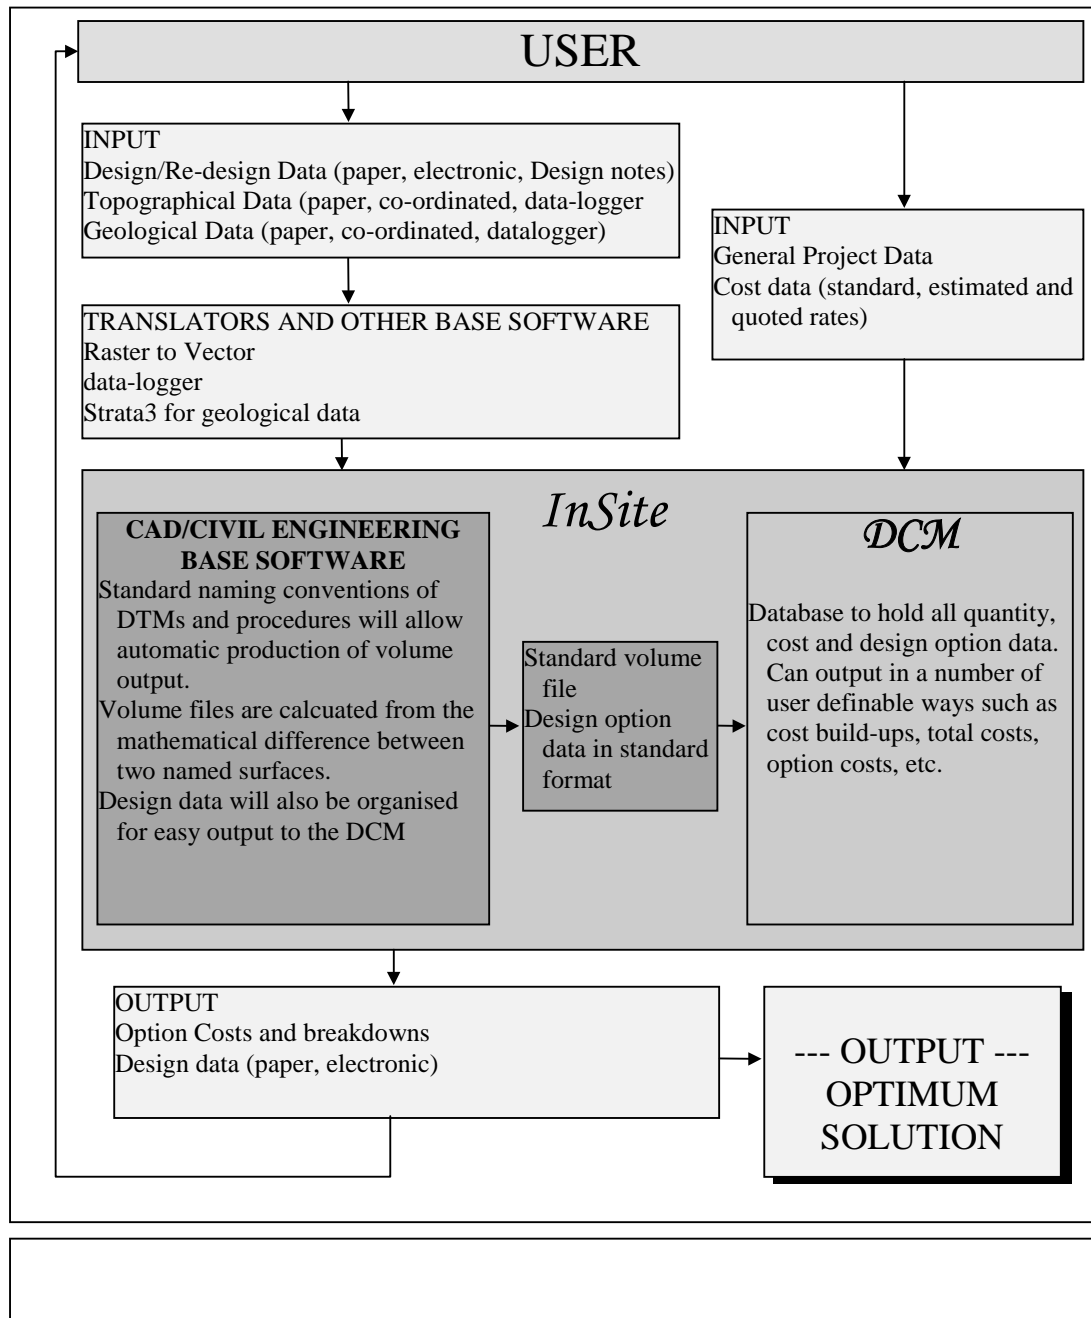 USER
INPUT
Design/Re-design Data (paper, electronic, Design notes)
Topographical Data (paper, co-ordinated, data-logger
Geological Data (paper, co-ordinated, datalogger)
INPUT
General Project Data
Cost data (standard, estimated and
quoted rates)
TRANSLATORS AND OTHER BASE SOFTWARE
Raster to Vector
data-logger
Strata3 for geological data
InSite
CAD/CIVIL ENGINEERING
BASE SOFTWARE
Standard naming conventions of
DTMs and procedures will allow
automatic production of volume
output.
Volume files are calcuated from the
mathematical difference between
two named surfaces.
Design data will also be organised
for easy output to the DCM
Standard volume
file
Design option
data in standard
format
DCM
Database to hold all quantity,
cost and design option data.
Can output in a number of
user definable ways such as
cost build-ups, total costs,
option costs, etc.
OUTPUT
Option Costs and breakdowns
Design data (paper, electronic)
--- OUTPUT ---
OPTIMUM
SOLUTION